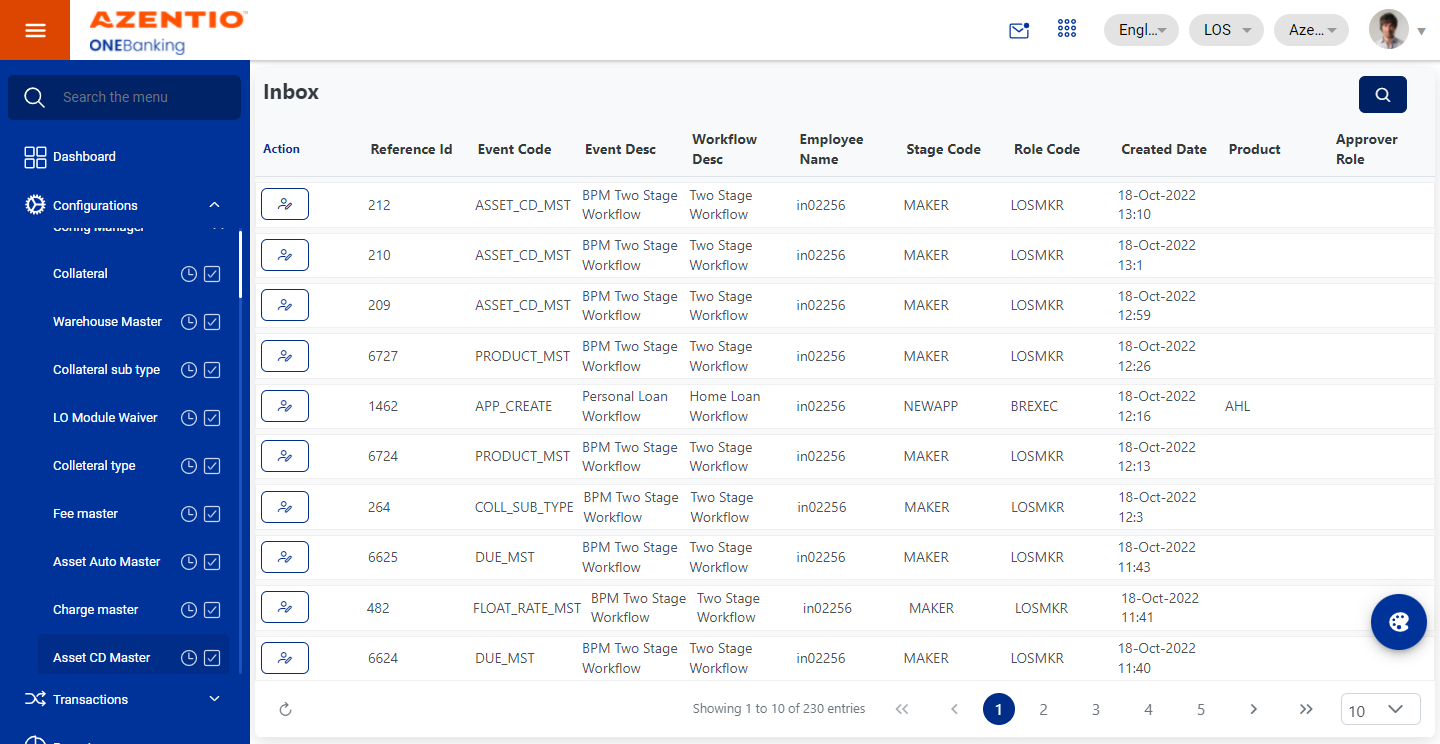 AZENTIO
ONEBanking
Engl...
LOS
Aze...
Search the menu
Dashboard
Configurations
Config Manager
Collateral
Warehouse Master
Collateral sub type
LO Module Waiver
Colleteral type
Fee master
Asset Auto Master
Charge master
Asset CD Master
Transactions
Inbox
Action Reference Id Event Code Event Desc Workflow Desc Employee Name Stage Code Role Code Created Date Product Approver Role
212 ASSET_CD_MST BPM Two Stage Workflow Two Stage Workflow in02256 MAKER LOSMKR 18-Oct-2022 13:10
210 ASSET_CD_MST BPM Two Stage Workflow Two Stage Workflow in02256 MAKER LOSMKR 18-Oct-2022 13:1
209 ASSET_CD_MST BPM Two Stage Workflow Two Stage Workflow in02256 MAKER LOSMKR 18-Oct-2022 12:59
6727 PRODUCT_MST BPM Two Stage Workflow Two Stage Workflow in02256 MAKER LOSMKR 18-Oct-2022 12:26
1462 APP_CREATE Personal Loan Workflow Home Loan Workflow in02256 NEWAPP BREXEC 18-Oct-2022 12:16 AHL
6724 PRODUCT_MST BPM Two Stage Workflow Two Stage Workflow in02256 MAKER LOSMKR 18-Oct-2022 12:13
264 COLL_SUB_TYPE BPM Two Stage Workflow Two Stage Workflow in02256 MAKER LOSMKR 18-Oct-2022 12:3
6625 DUE_MST BPM Two Stage Workflow Two Stage Workflow in02256 MAKER LOSMKR 18-Oct-2022 11:43
482 FLOAT_RATE_MST BPM Two Stage Workflow Two Stage Workflow in02256 MAKER LOSMKR 18-Oct-2022 11:41
6624 DUE_MST BPM Two Stage Workflow Two Stage Workflow in02256 MAKER LOSMKR 18-Oct-2022 11:40
Showing 1 to 10 of 230 entries
1 2 3 4 5
10